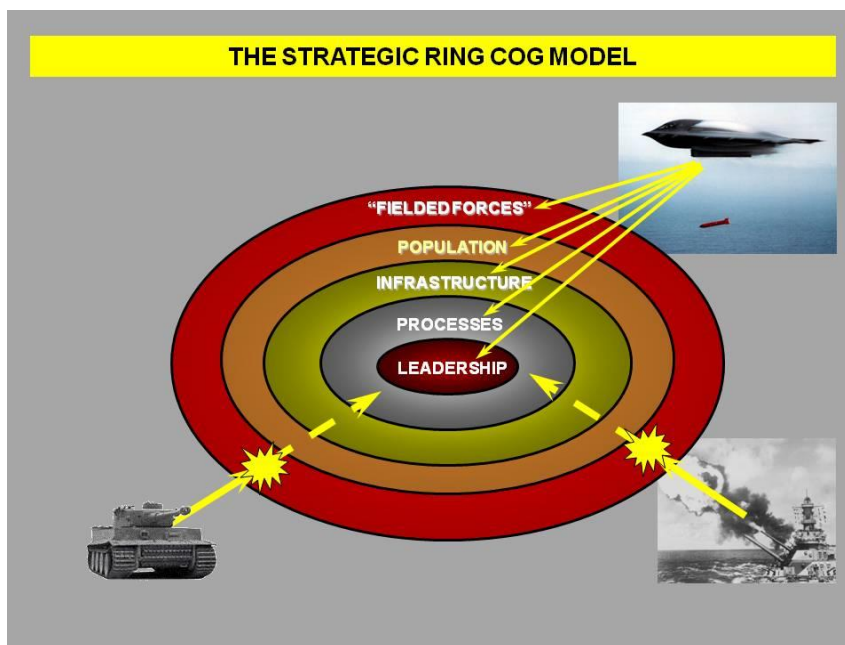 THE STRATEGIC RING COG MODEL
“FIELDED FORCES”
POPULATION
INFRASTRUCTURE
PROCESSES
LEADERSHIP